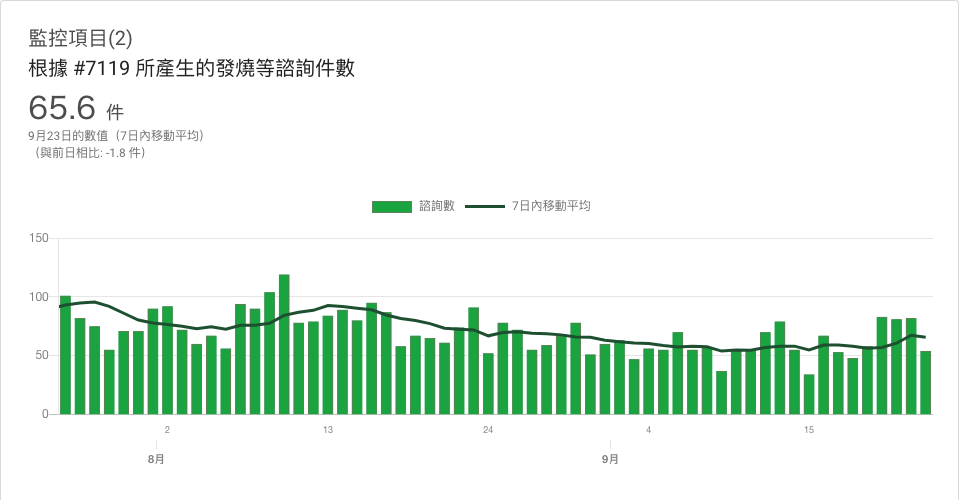 監控項目(2)
根據 #7119 所產生的發燒等諮詢件數
65.6 件
9月23日的數值（7日內移動平均）
（與前日相比: -1.8 件）
諮詢數 7日內移動平均
150
100
50
0
2 13 24 4 15
8月 9月